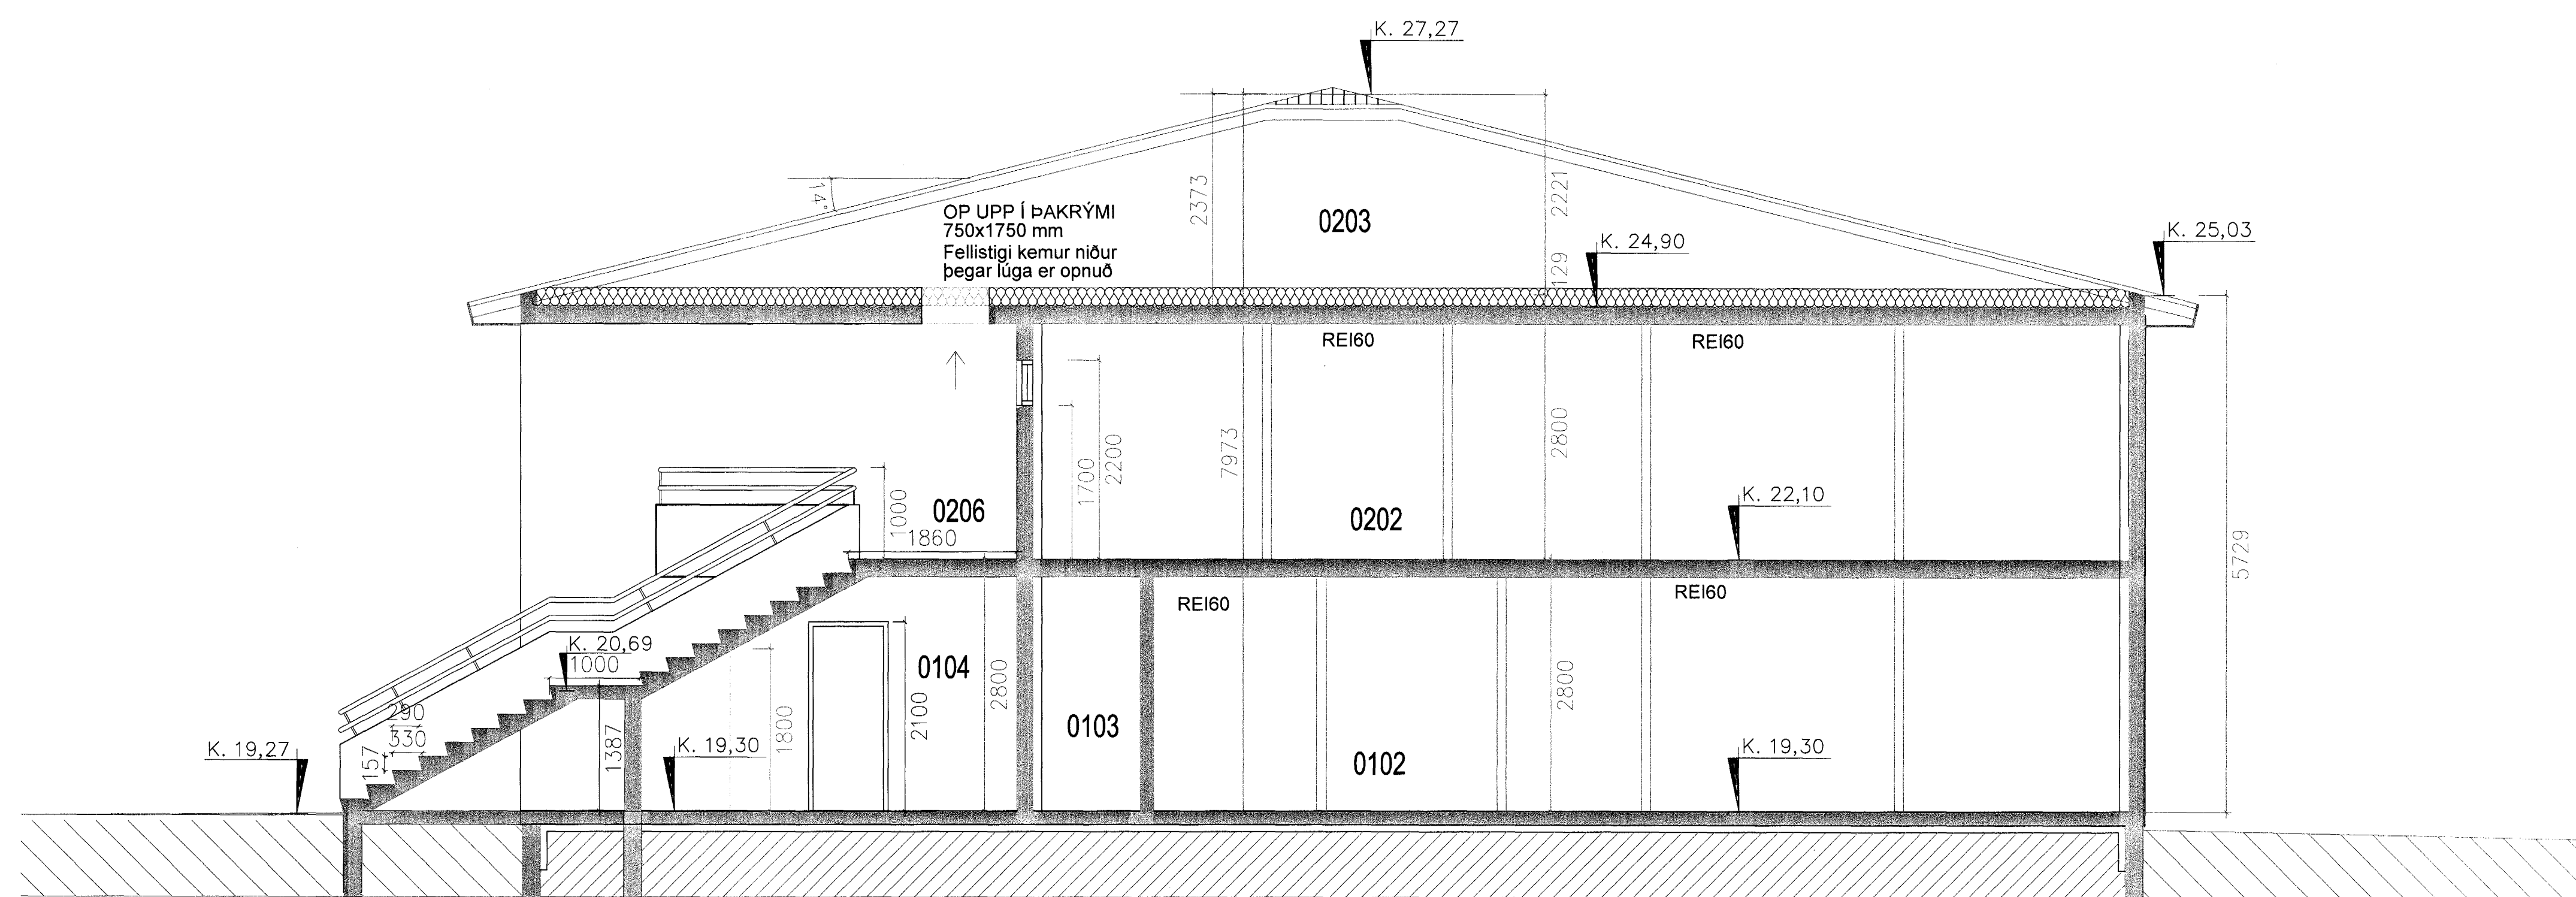 K. 27,27
14°
OP UPP Í ÞAKRÝMI
750x1750 mm
Fellistigi kemur niður
þegar lúga er opnuð
2373
0203
2221
129
K. 24,90
K. 25,03
REI60
REI60
1700
2200
7973
2800
5729
1000
0206
1860
0202
K. 22,10
REI60
REI60
K. 20,69
1000
0104
2800
2100
1800
1387
290
330
157
K. 19,27
K. 19,30
0103
0102
2800
K. 19,30